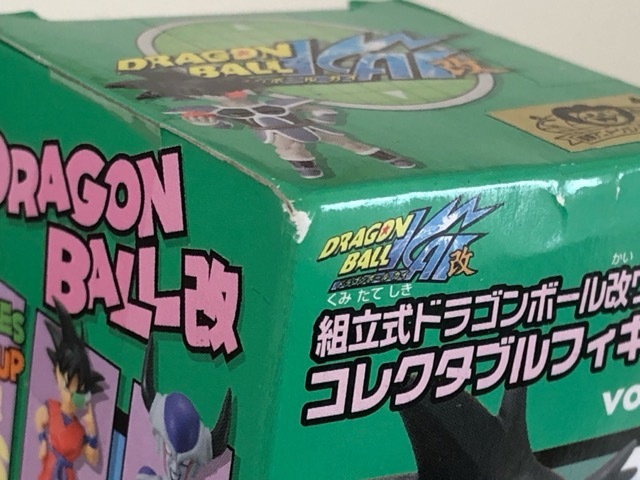 DRAGON
BALL KAI 改
DRAGON
BALL改
DRAGON
BALL KAI 改
くみ たて しき
かい
組立式ドラゴンボール改ワ
コレクタブルフィギ
VO